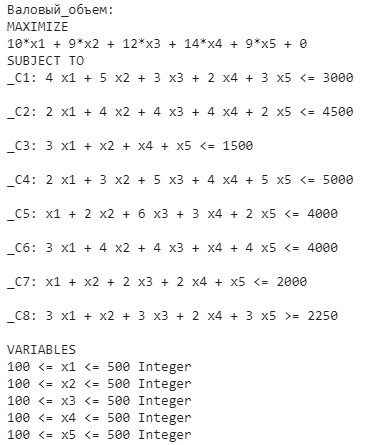 Валовый_объем:
MAXIMIZE
10*x1 + 9*x2 + 12*x3 + 14*x4 + 9*x5 + 0
SUBJECT TO
_C1: 4 x1 + 5 x2 + 3 x3 + 2 x4 + 3 x5 <= 3000
_C2: 2 x1 + 4 x2 + 4 x3 + 4 x4 + 2 x5 <= 4500
_C3: 3 x1 + x2 + x4 + x5 <= 1500
_C4: 2 x1 + 3 x2 + 5 x3 + 4 x4 + 5 x5 <= 5000
_C5: x1 + 2 x2 + 6 x3 + 3 x4 + 2 x5 <= 4000
_C6: 3 x1 + 4 x2 + 4 x3 + x4 + 4 x5 <= 4000
_C7: x1 + x2 + 2 x3 + 2 x4 + x5 <= 2000
_C8: 3 x1 + x2 + 3 x3 + 2 x4 + 3 x5 >= 2250
VARIABLES
100 <= x1 <= 500 Integer
100 <= x2 <= 500 Integer
100 <= x3 <= 500 Integer
100 <= x4 <= 500 Integer
100 <= x5 <= 500 Integer